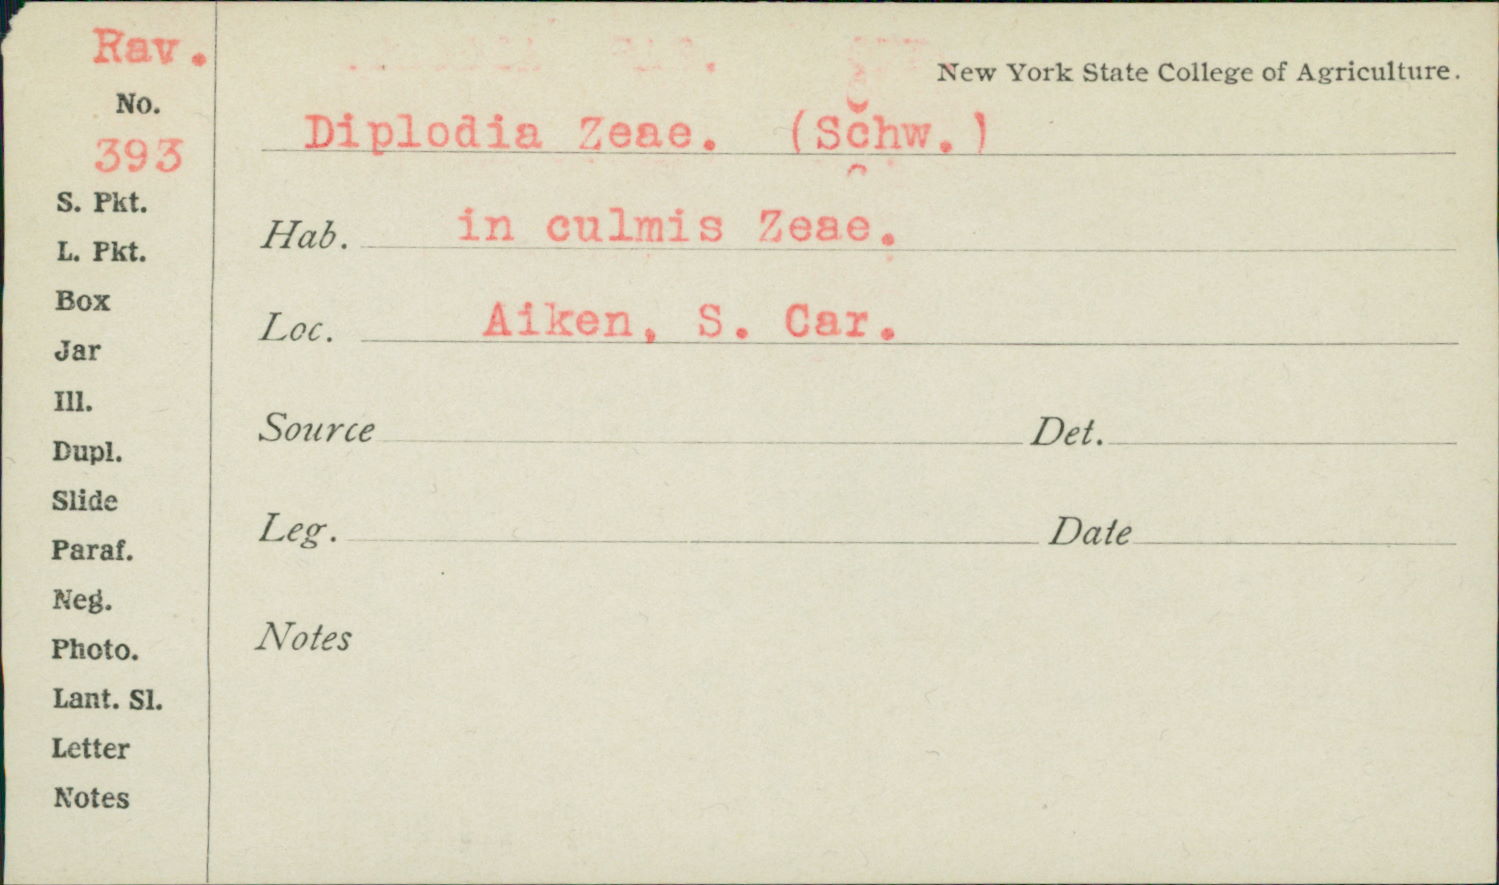 Rav.
No.
393
S. Pkt.
L. Pkt.
Box
Jar
Ill.
Dupl.
Slide
Paraf.
Neg.
Photo.
Lant. Sl.
Letter
Notes
New York State College of Agriculture.
Diplodia Zeae. (Schw.)
Hab. in culmis Zeae.
Loc. Aiken, S. Car.
Source Det.
Leg. Date
Notes